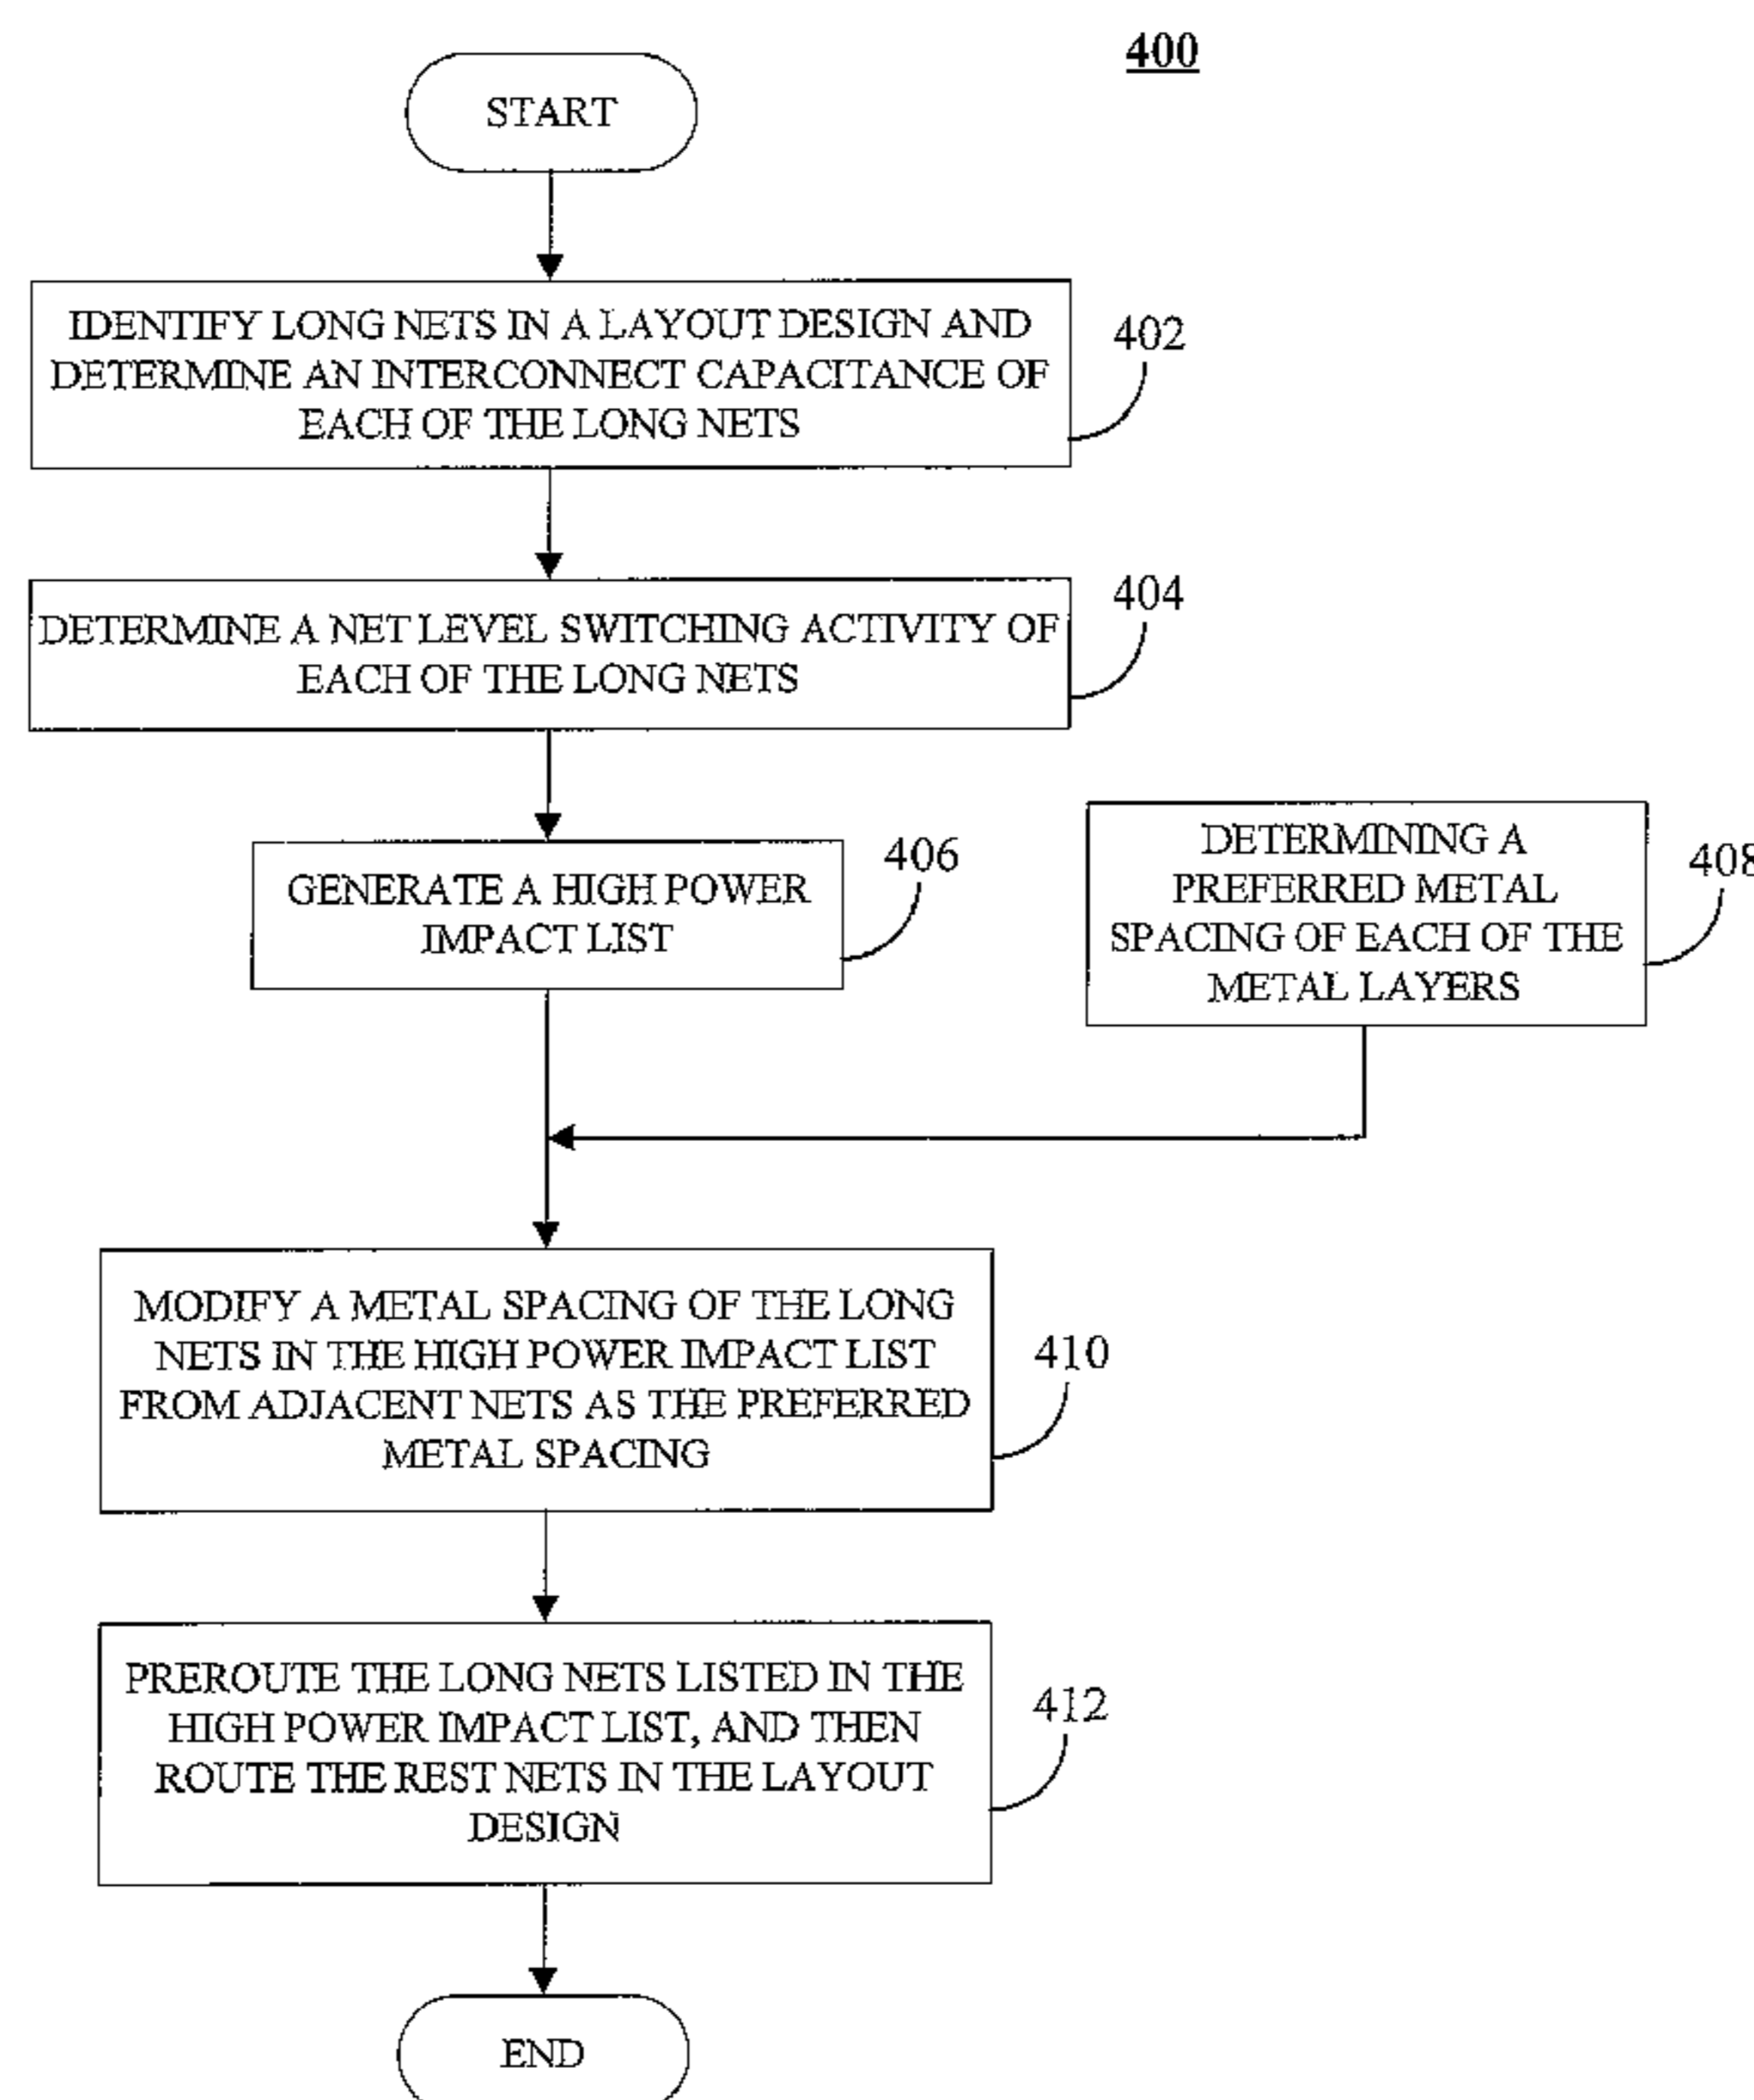 400
START
IDENTIFY LONG NETS IN A LAYOUT DESIGN AND
DETERMINE AN INTERCONNECT CAPACITANCE OF
EACH OF THE LONG NETS
402
DETERMINE A NET LEVEL SWITCHING ACTIVITY OF
EACH OF THE LONG NETS
404
GENERATE A HIGH POWER
IMPACT LIST
406
DETERMINING A
PREFERRED METAL
SPACING OF EACH OF THE
METAL LAYERS
408
MODIFY A METAL SPACING OF THE LONG
NETS IN THE HIGH POWER IMPACT LIST
FROM ADJACENT NETS AS THE PREFERRED
METAL SPACING
410
PREROUTE THE LONG NETS LISTED IN THE
HIGH POWER IMPACT LIST, AND THEN
ROUTE THE REST NETS IN THE LAYOUT
DESIGN
412
END